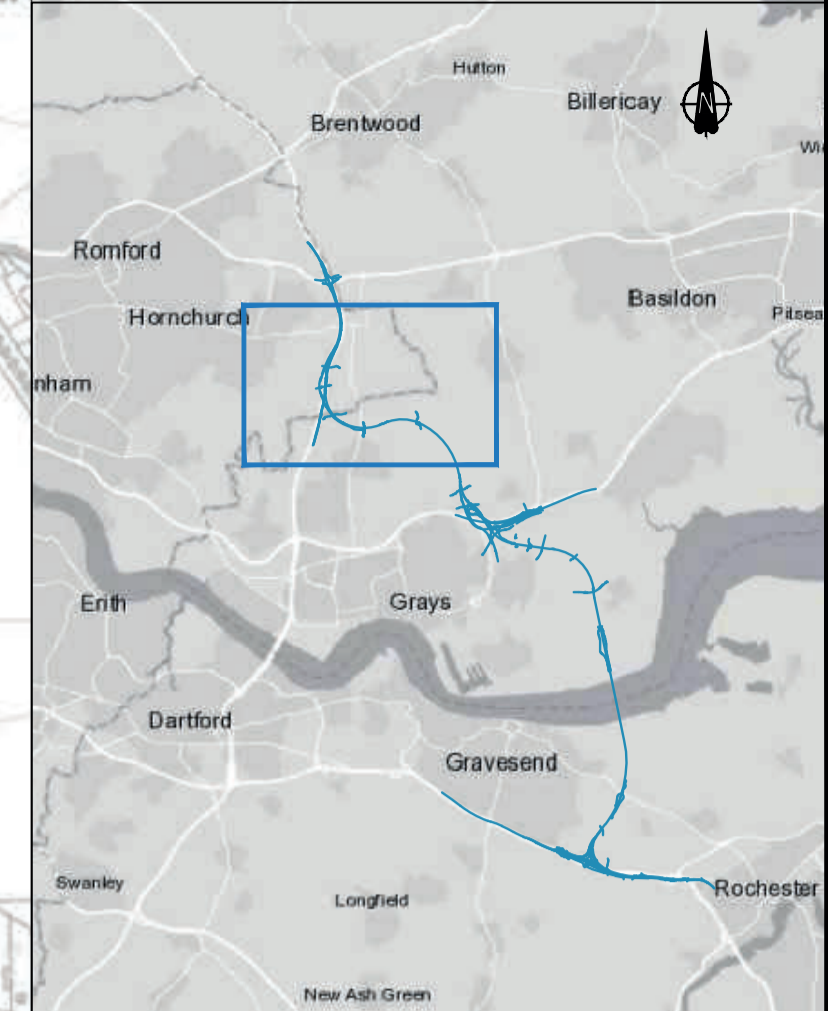 Hutton
Billericay
N
Brentwood
Romford
Basildon
Hornchurch
Pitsea
nham
Erith
Grays
Dartford
Gravesend
Swanley
Longfield
Rochester
New Ash Green